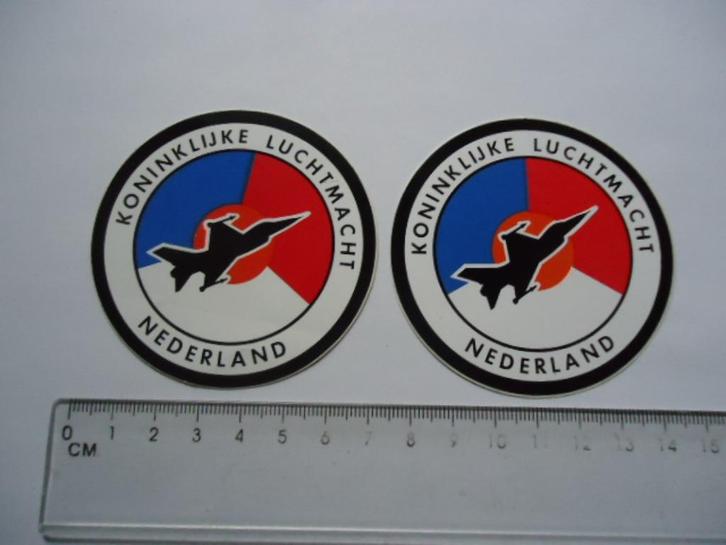 KONINKLIJKE LUCHTMACHT
NEDERLAND
KONINKLIJKE LUCHTMACHT
NEDERLAND
0 1 2 3 4 5 6 7 8 9 10 11 12 13 14 15
CM